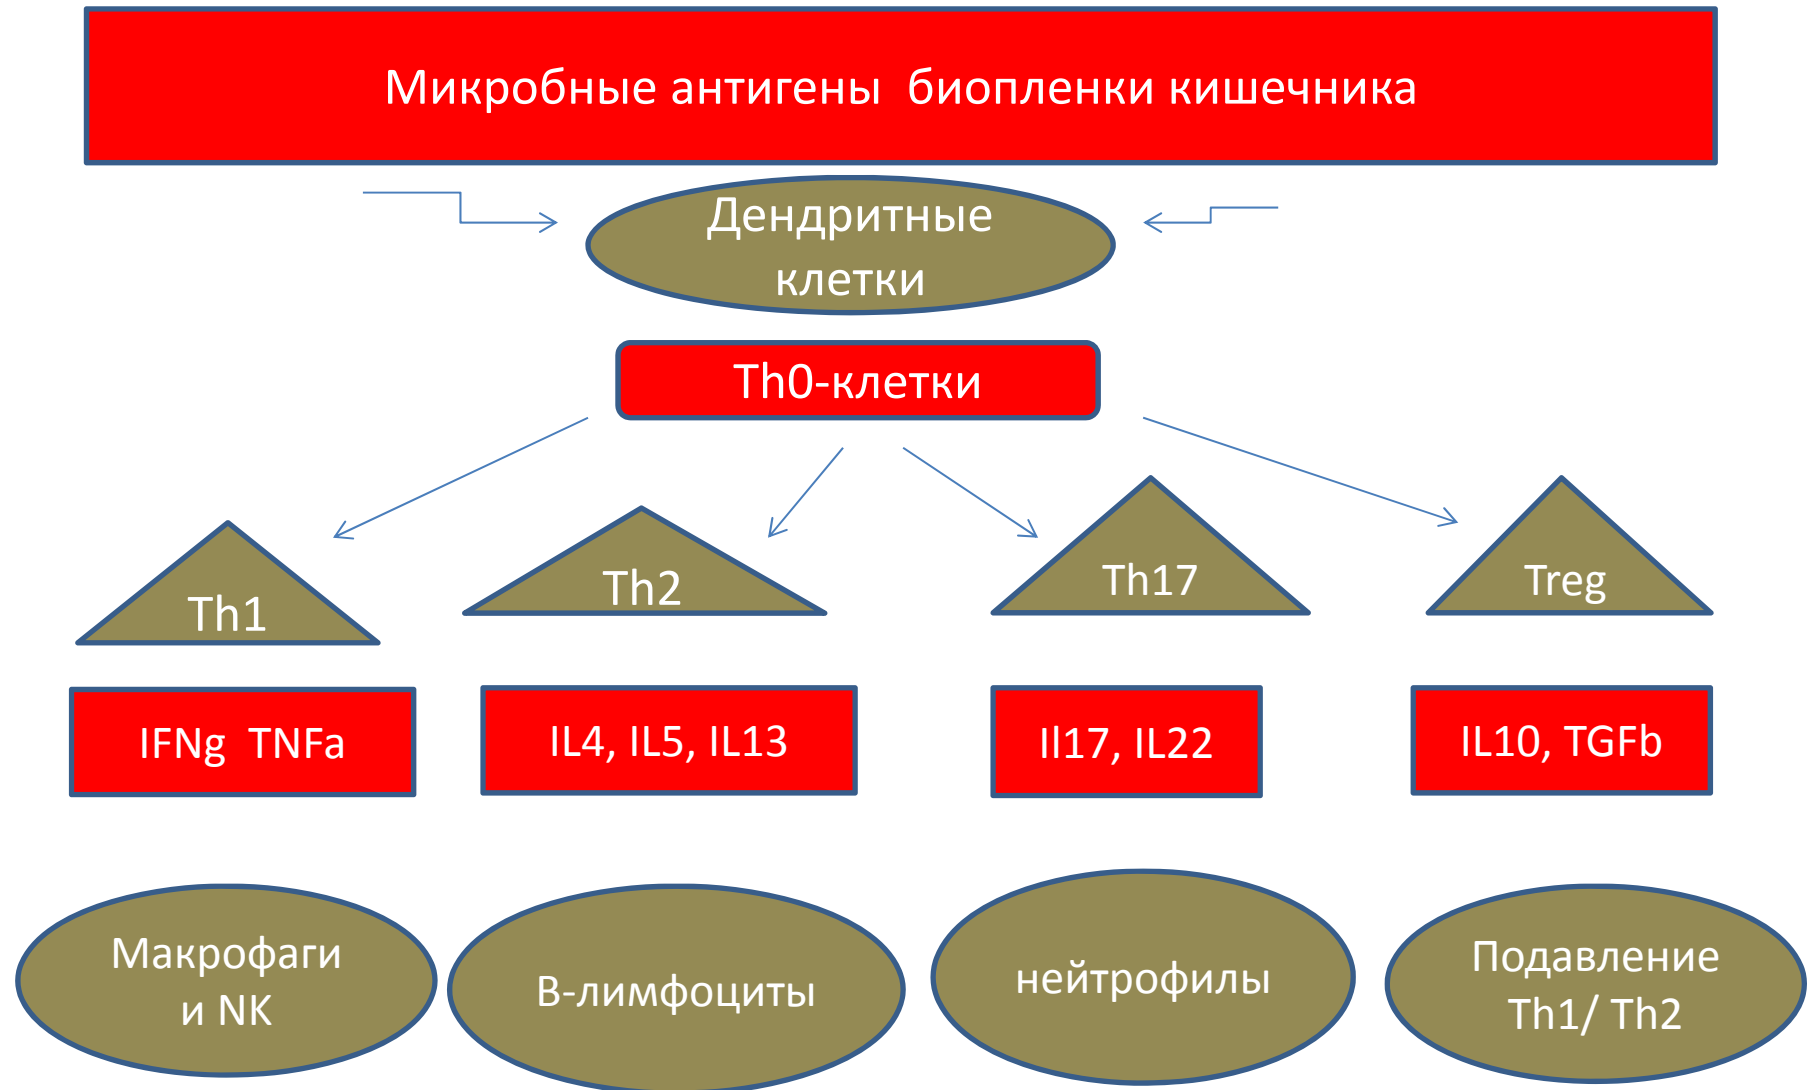 Микробные антигены биопленки кишечника
Дендритные
клетки
Th0-клетки
Th1
Th2
Th17
Treg
IFNg TNFa
IL4, IL5, IL13
Il17, IL22
IL10, TGFb
Макрофаги
и NK
В-лимфоциты
нейтрофилы
Подавление
Th1/ Th2